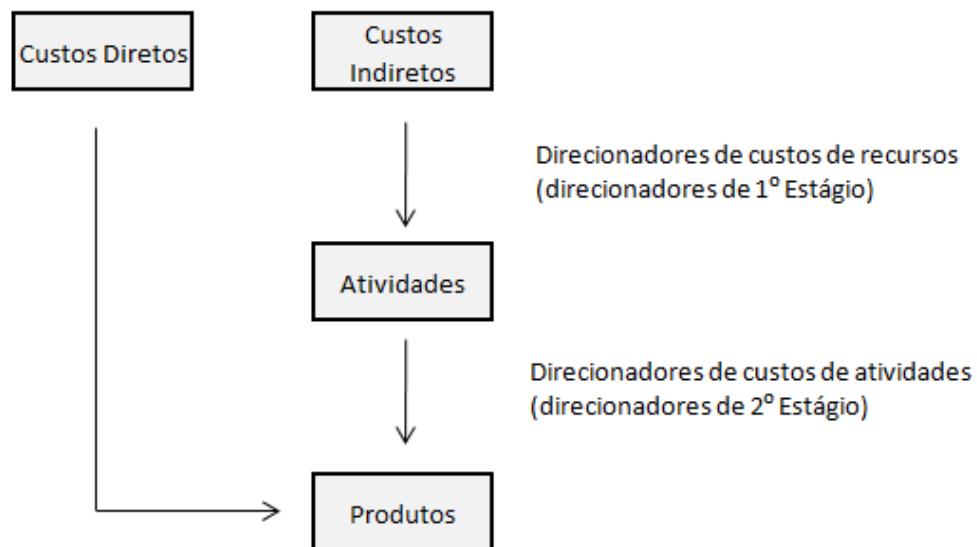 Custos Diretos
Custos
Indiretos
Direcionadores de custos de recursos
(direcionadores de 1º Estágio)
Atividades
Direcionadores de custos de atividades
(direcionadores de 2º Estágio)
Produtos